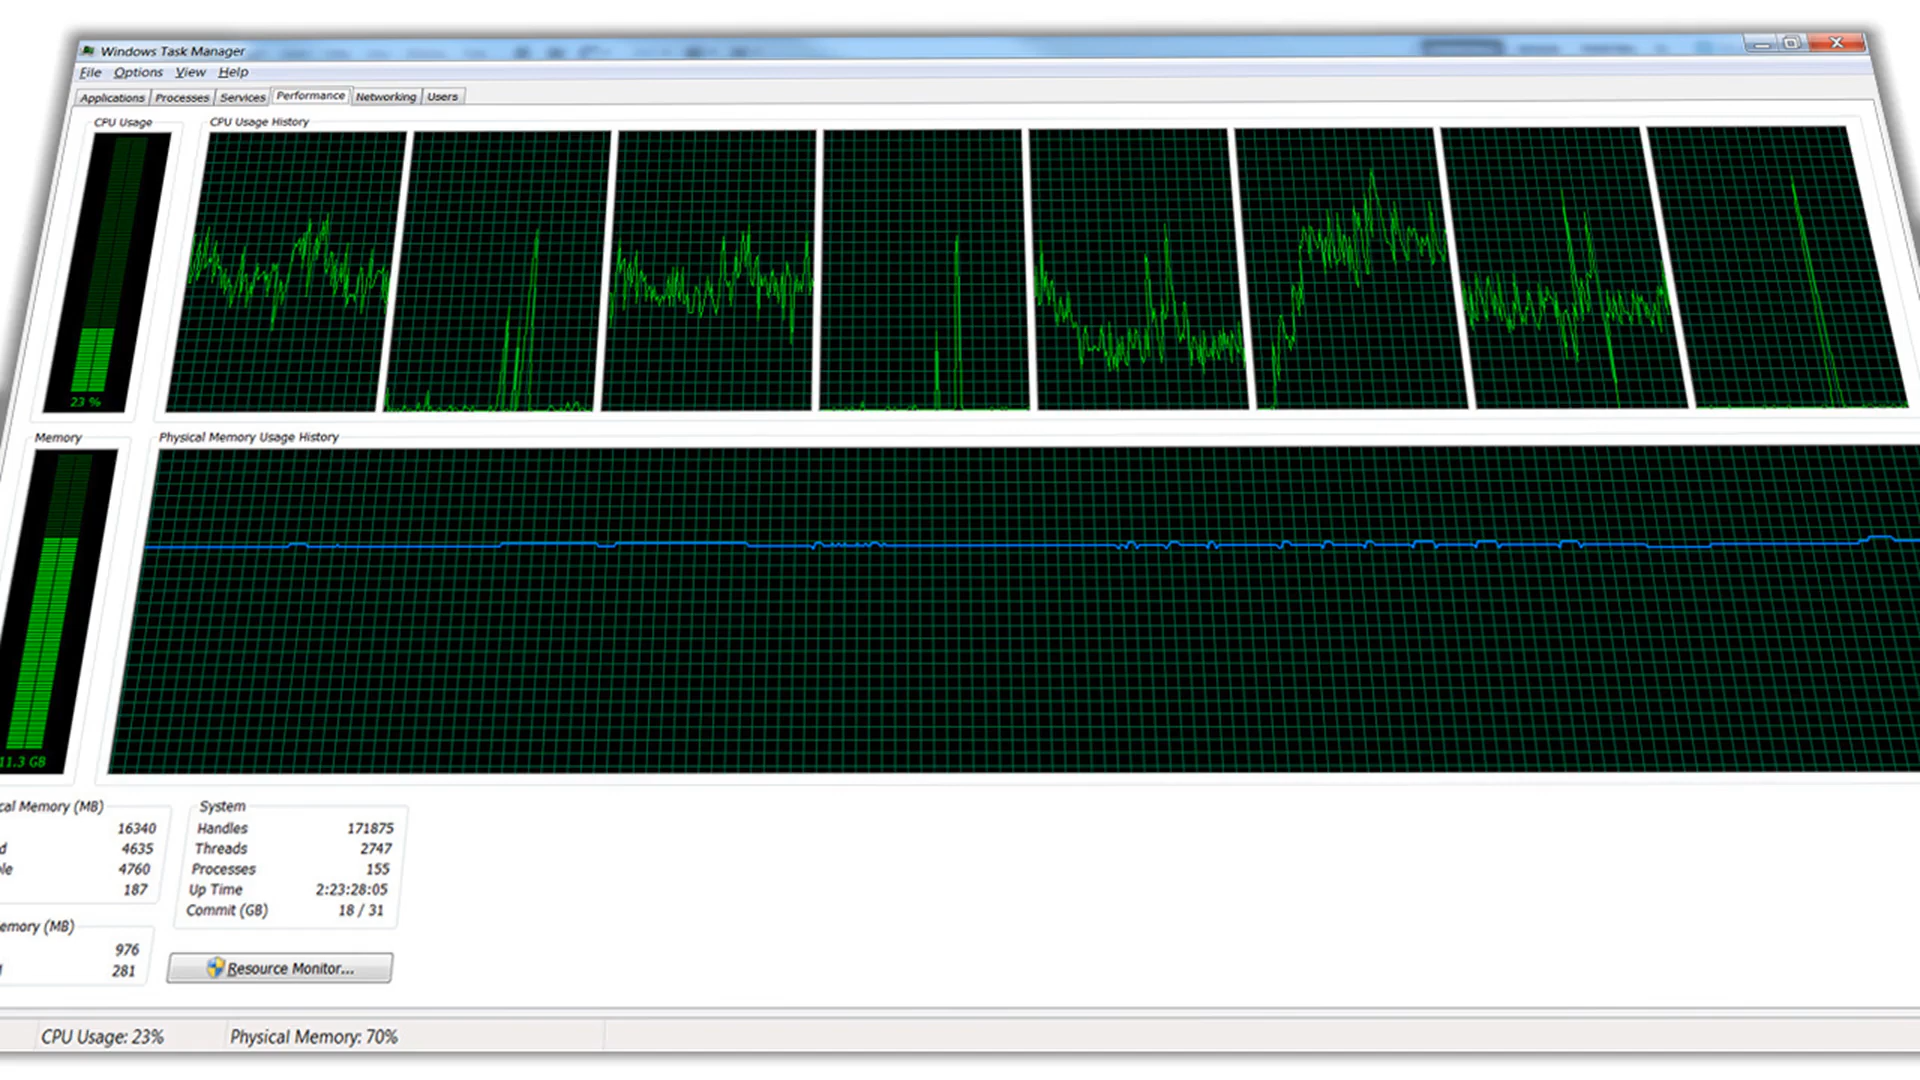 Windows Task Manager
File Options View Help
Applications Processes Services Performance Networking Users
CPU Usage
CPU Usage History
23 %
Memory
Physical Memory Usage History
11.3 GB
cal Memory (MB)
16340
d 4635
le 4760
187
System
Handles 171875
Threads 2747
Processes 155
Up Time 2:23:28:05
Commit (GB) 18 / 31
emory (MB)
976
281
Resource Monitor...
CPU Usage: 23% Physical Memory: 70%